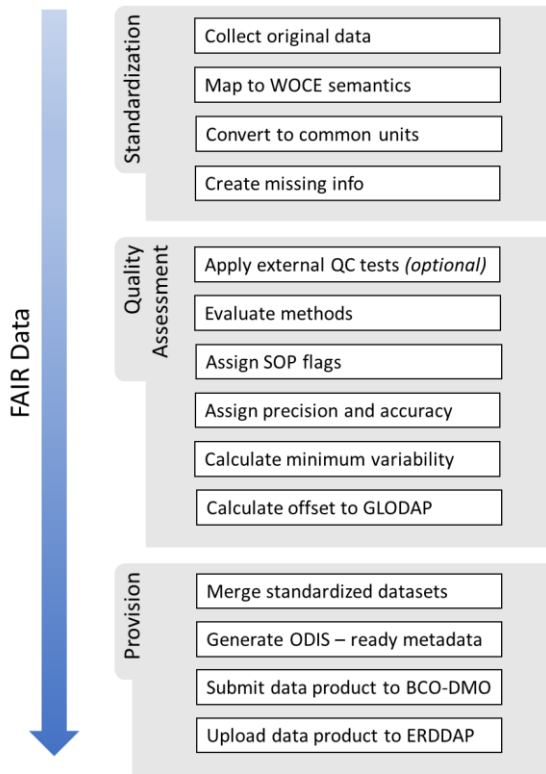 FAIR Data
Standardization
Collect original data
Map to WOCE semantics
Convert to common units
Create missing info
Quality
Assessment
Apply external QC tests (optional)
Evaluate methods
Assign SOP flags
Assign precision and accuracy
Calculate minimum variability
Calculate offset to GLODAP
Provision
Merge standardized datasets
Generate ODIS – ready metadata
Submit data product to BCO-DMO
Upload data product to ERDDAP